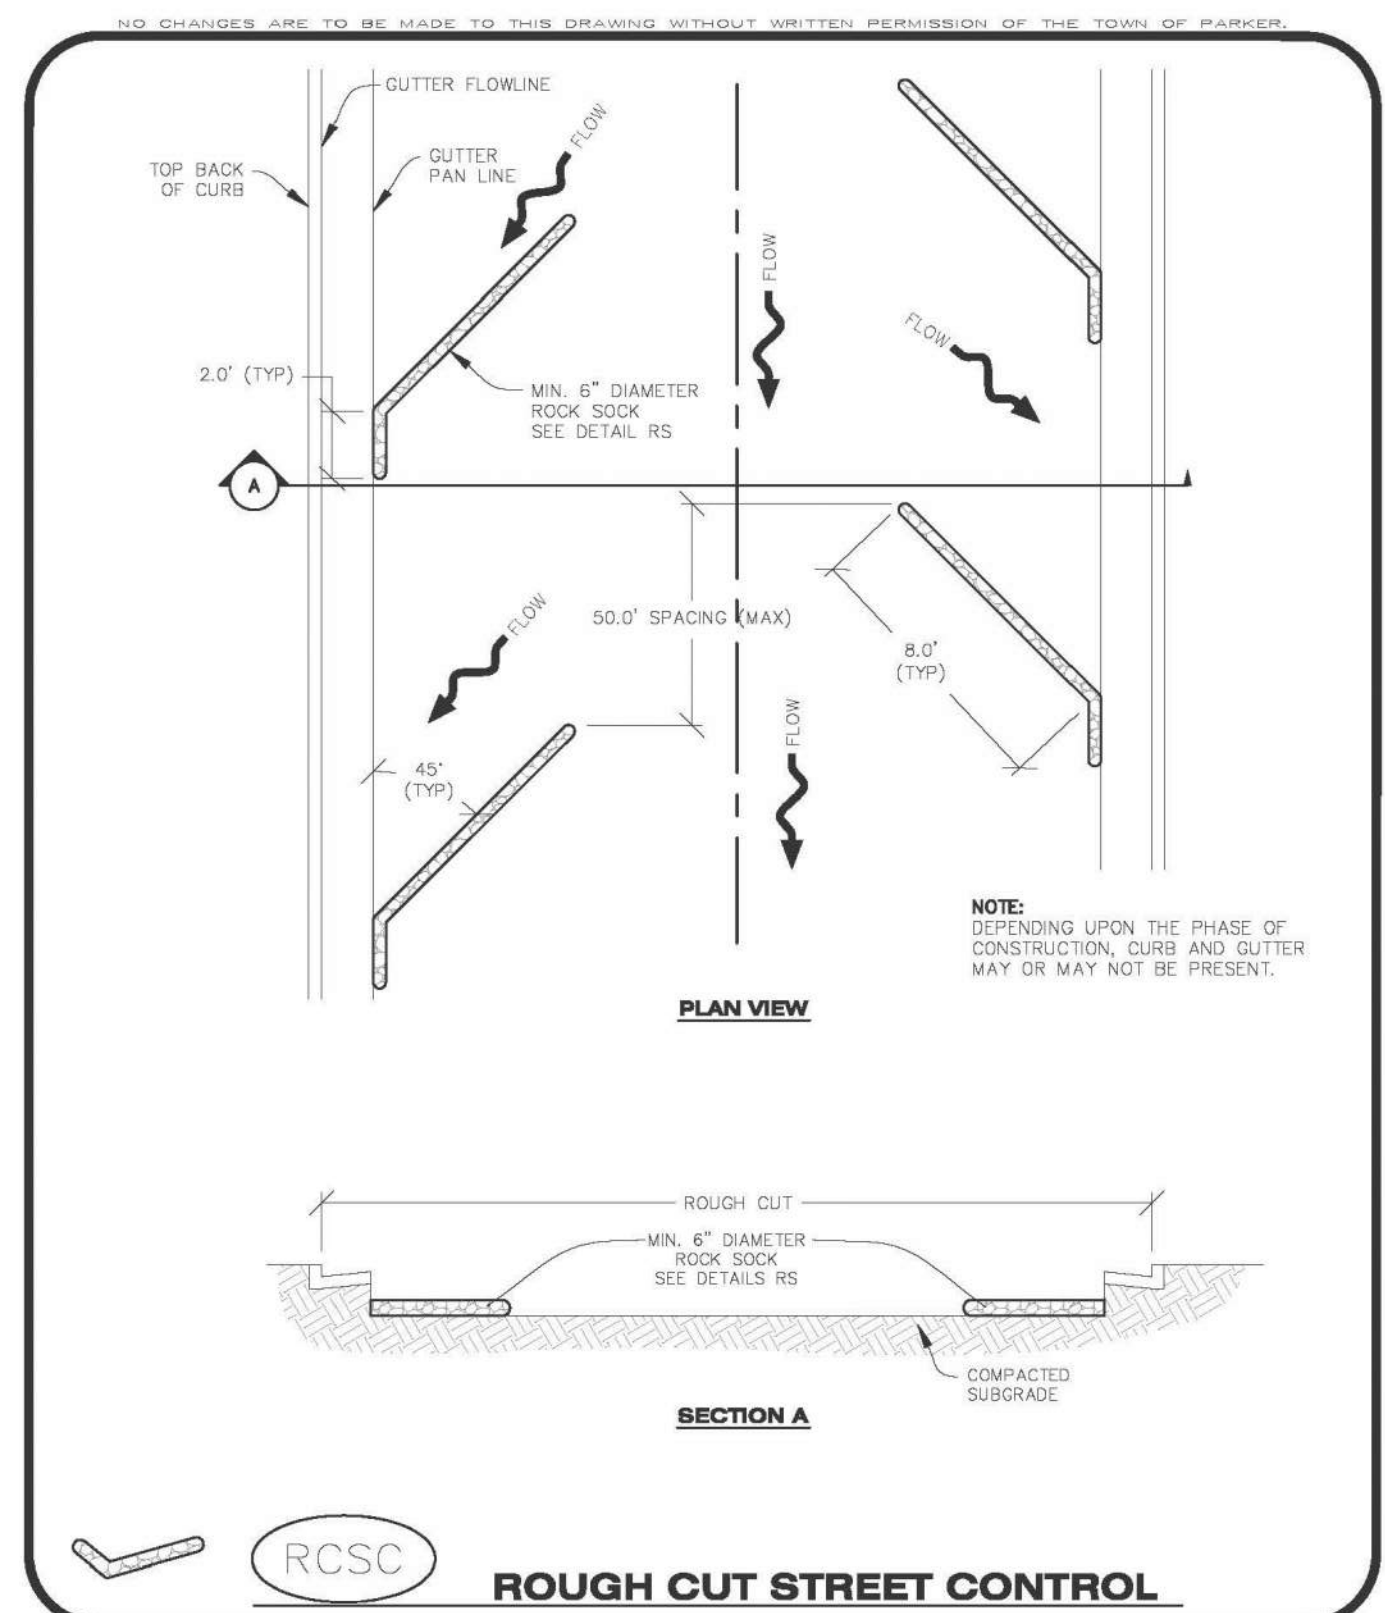 NO CHANGES ARE TO BE MADE TO THIS DRAWING WITHOUT WRITTEN PERMISSION OF THE TOWN OF PARKER.
GUTTER FLOWLINE
FLOW
TOP BACK
OF CURB
GUTTER
PAN LINE
FLOW
FLOW
2.0' (TYP)
MIN. 6" DIAMETER
ROCK SOCK
SEE DETAIL RS
A
50.0' SPACING (MAX)
FLOW
8.0'
(TYP)
FLOW
45°
(TYP)
NOTE:
DEPENDING UPON THE PHASE OF
CONSTRUCTION, CURB AND GUTTER
MAY OR MAY NOT BE PRESENT.
PLAN VIEW
ROUGH CUT
MIN. 6" DIAMETER
ROCK SOCK
SEE DETAILS RS
COMPACTED
SUBGRADE
SECTION A
RCSC
ROUGH CUT STREET CONTROL